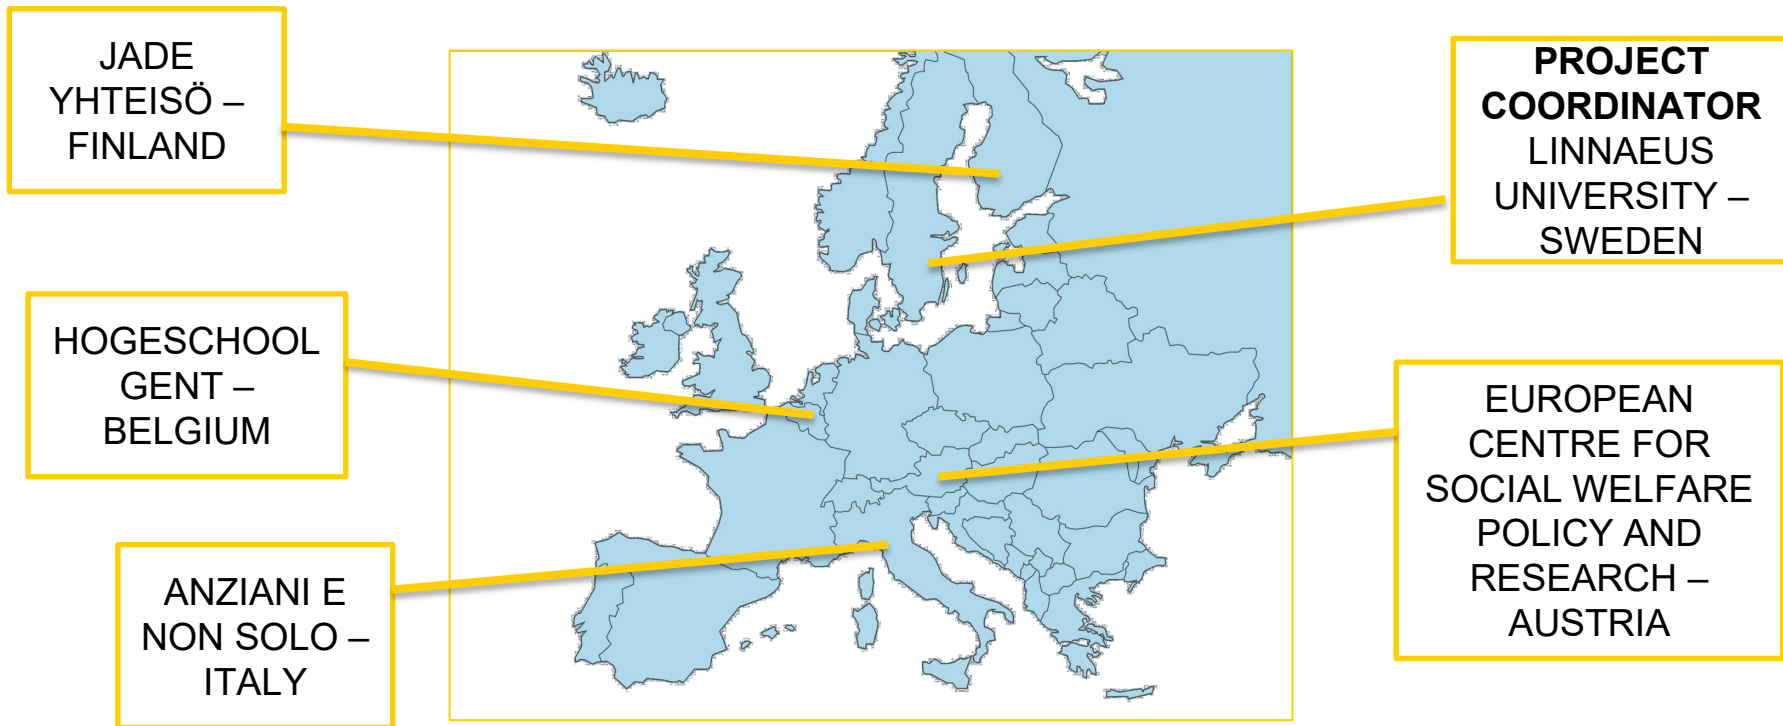 JADE
YHTEISÖ –
FINLAND
PROJECT
COORDINATOR
LINNAEUS
UNIVERSITY –
SWEDEN
HOGESCHOOL
GENT –
BELGIUM
EUROPEAN
CENTRE FOR
SOCIAL WELFARE
POLICY AND
RESEARCH –
AUSTRIA
ANZIANI E
NON SOLO –
ITALY